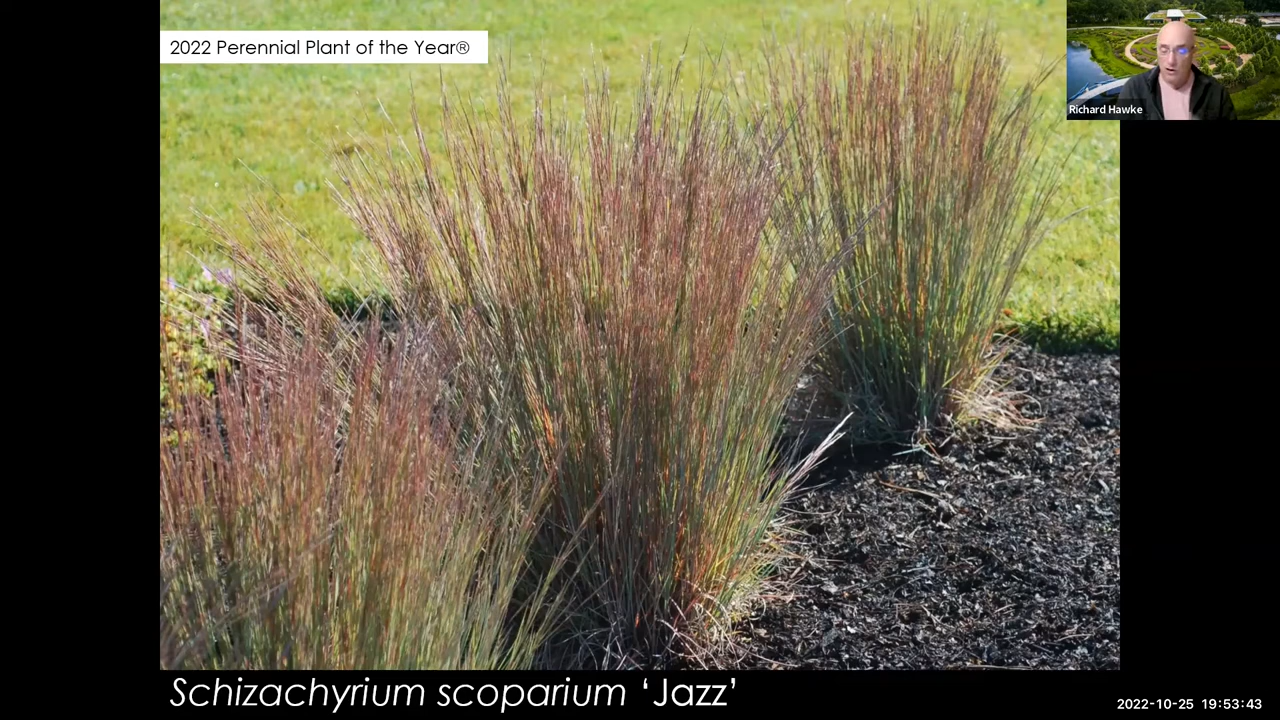 2022 Perennial Plant of the Year®
Richard Hawke
Schizachyrium scoparium ‘Jazz’
2022-10-25 19:53:43